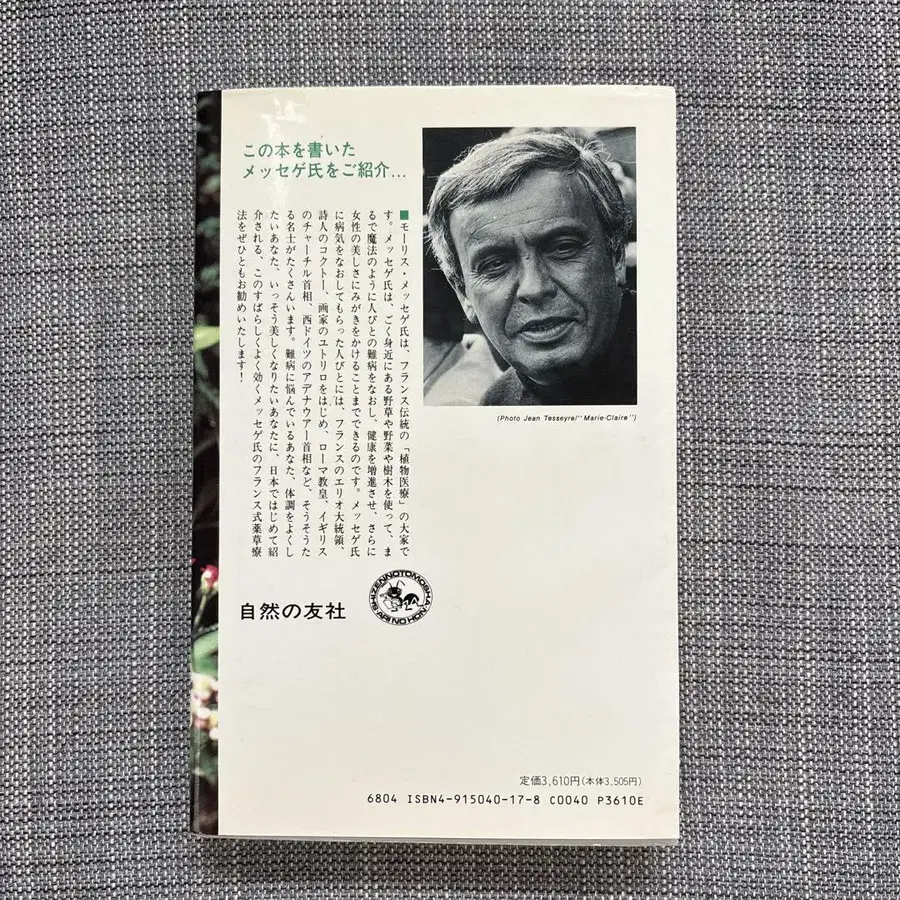 この本を書いた
メッセゲ氏をご紹介…
■モーリス・メッセゲ氏は、フランス伝統の「植物医療」の大家で
す。メッセゲ氏は、ごく身近にある野草や野菜や樹木を使って、ま
るで魔法のように人びとの難病をなおし、健康を増進させ、さらに
女性の美しさにみがきをかけることまでできるのです。メッセゲ氏
に病気をなおしてもらった人びとには、フランスのエリオ大統領、
詩人のコクトー、画家のユトリロをはじめ、ローマ教皇、イギリス
のチャーチル首相、西ドイツのアデナウアー首相など、そうそうた
る名士がたくさんいます。難病に悩んでいるあなた、体調をよくし
たいあなた、いっそう美しくなりたいあなたに、日本ではじめて紹
介される、このすばらしくよく効くメッセゲ氏のフランス式薬草療
法をぜひともお勧めいたします！
(Photo Jean Tesseyre/"Marie-Claire")
自然の友社
SHIZENNOTOMOSHA
ARI NO HON
定価3,610円(本体3,505円)
6804 ISBN4-915040-17-8 C0040 P3610E